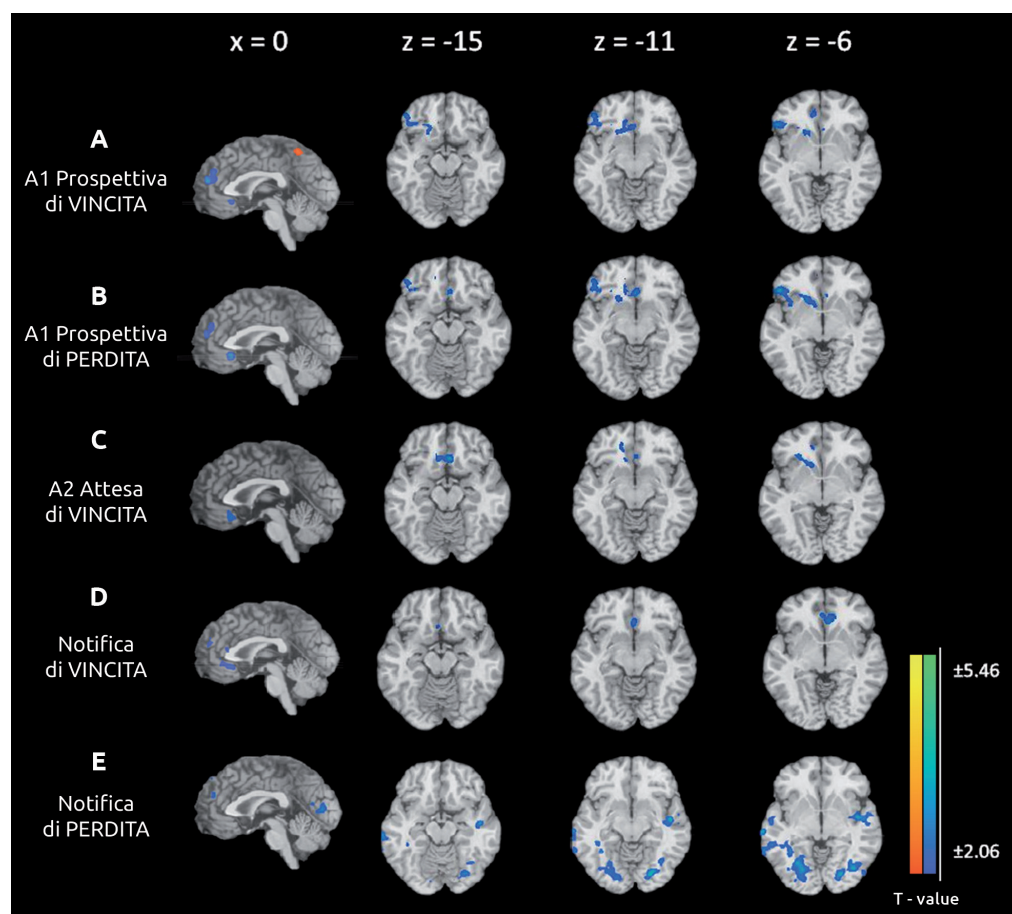 x = 0
z = -15
z = -11
z = -6
A
A1 Prospettiva
di VINCITA
B
A1 Prospettiva
di PERDITA
C
A2 Attesa
di VINCITA
D
Notifica
di VINCITA
E
Notifica
di PERDITA
±5.46
±2.06
T - value